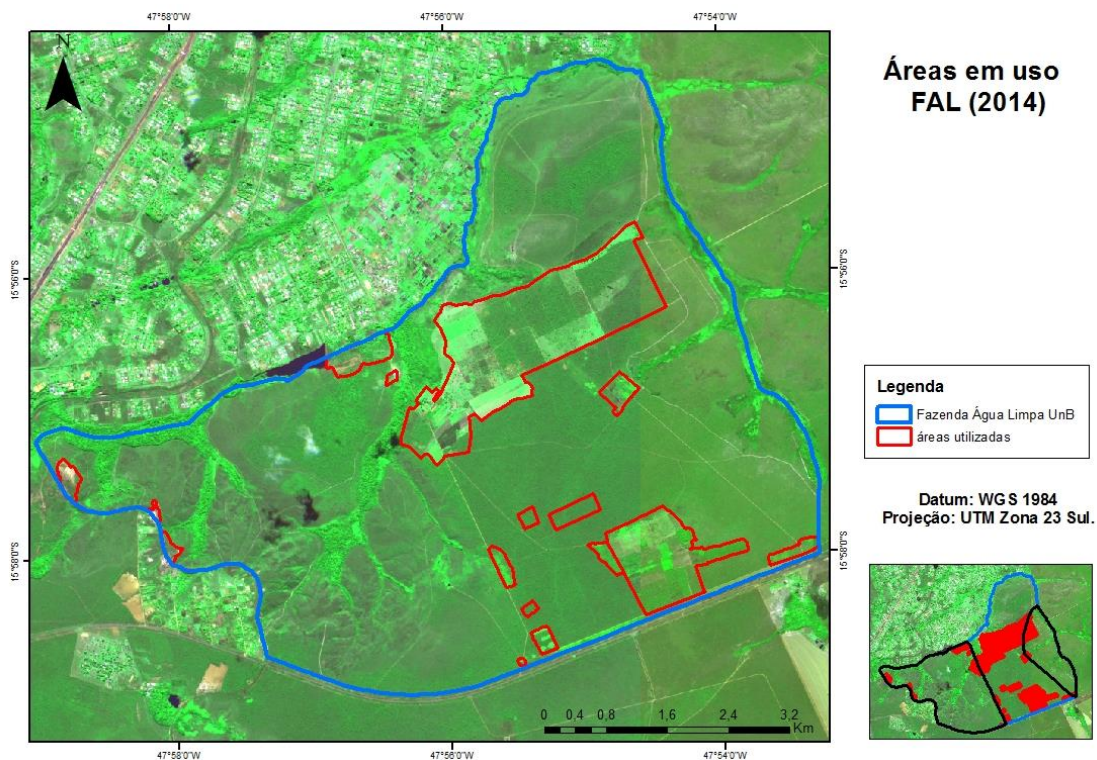 47°58'0"W
47°56'0"W
47°54'0"W
N
Áreas em uso
FAL (2014)
15°56'0"S
15°56'0"S
Legenda
Fazenda Água Limpa UnB
áreas utilizadas
Datum: WGS 1984
Projeção: UTM Zona 23 Sul.
15°58'0"S
15°58'0"S
0 0,4 0,8 1,6 2,4 3,2
Km
47°58'0"W
47°56'0"W
47°54'0"W